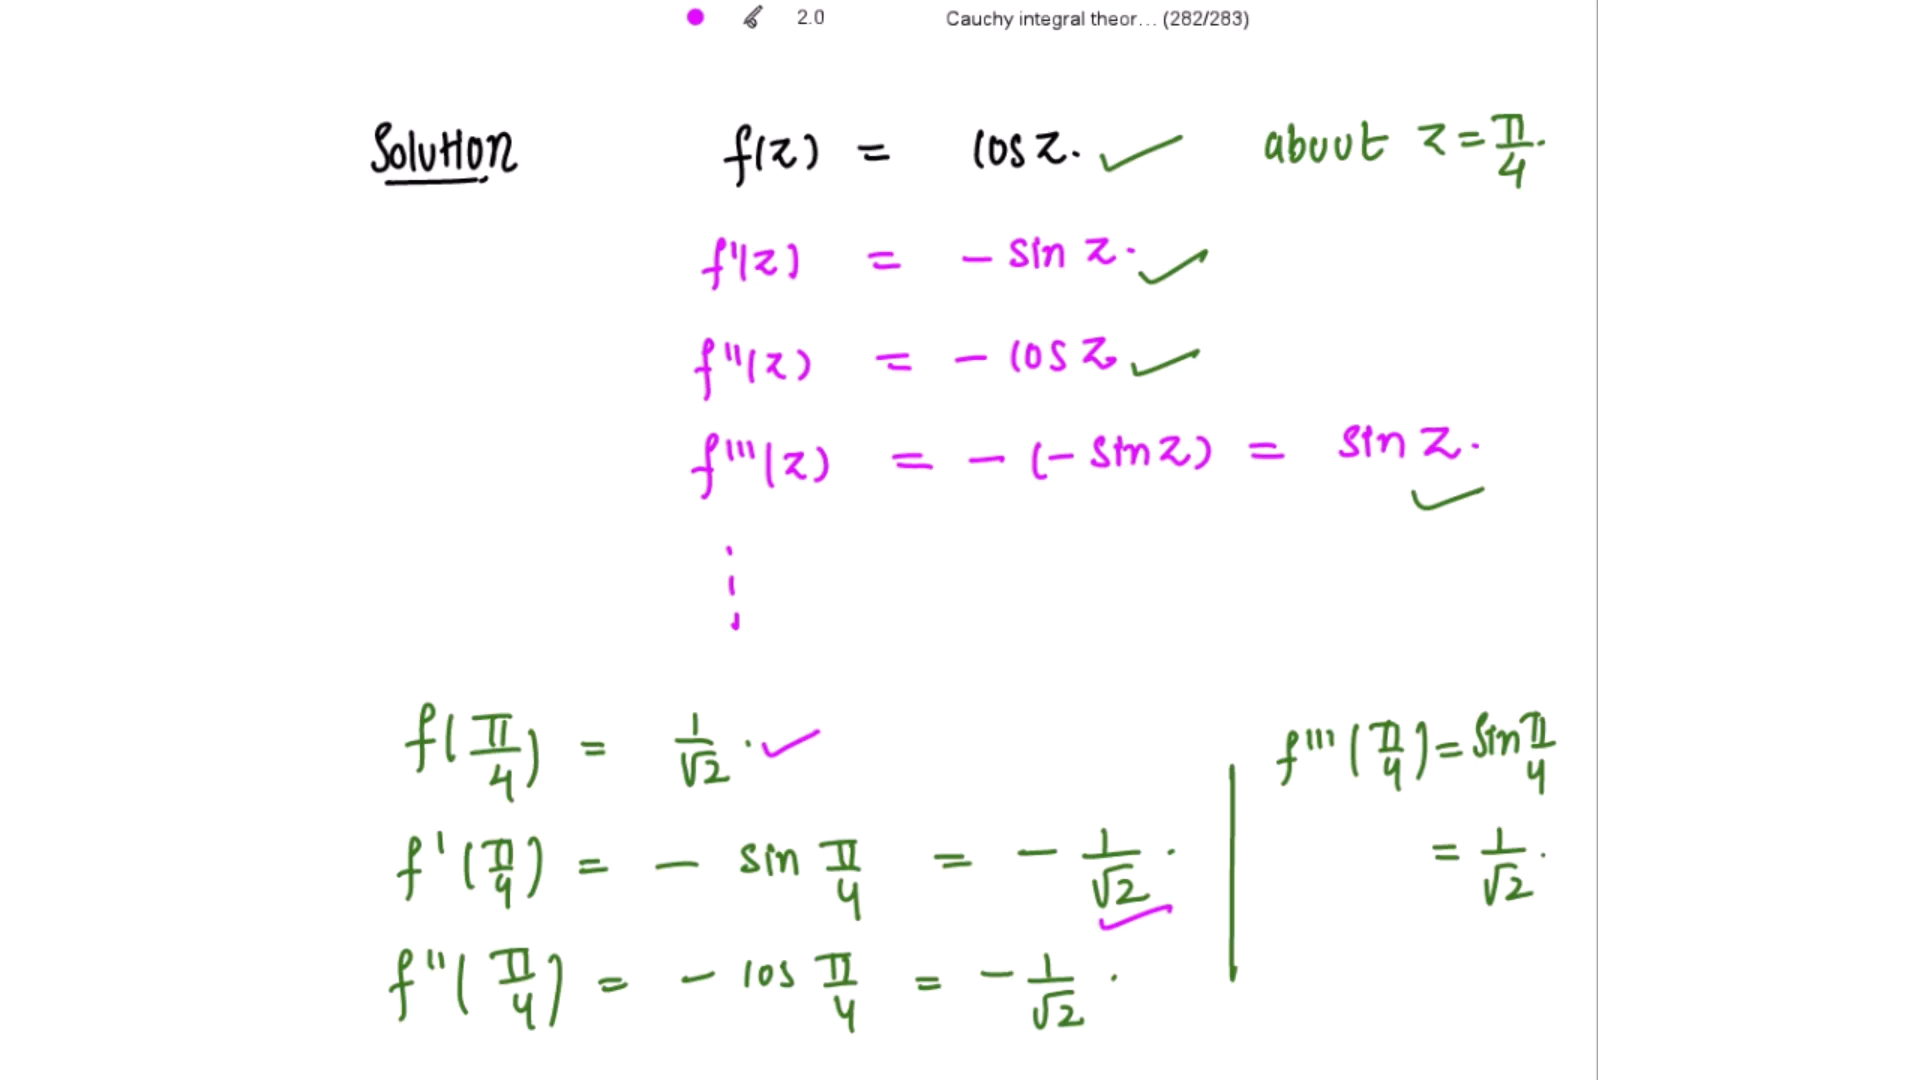 2.0 Cauchy integral theor... (282/283)
Solution f(z) = cos z. ✓ about z = π/4.
f'(z) = - sin z. ✓
f''(z) = - cos z ✓
f'''(z) = - (- sin z) = sin z. ✓
⋮
f(π/4) = 1/√2 . ✓
f'(π/4) = - sin π/4 = - 1/√2 . ✓
f''(π/4) = - cos π/4 = - 1/√2 .
f'''(π/4) = sin π/4
= 1/√2 .